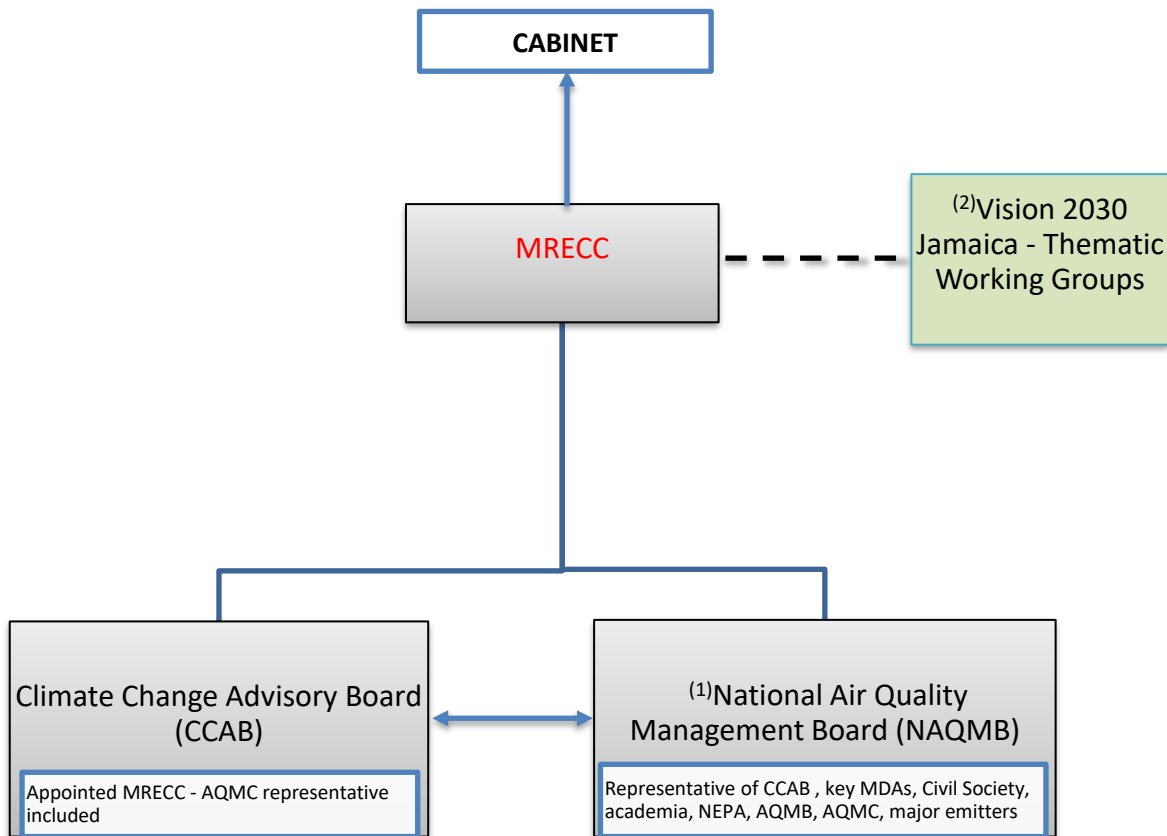 CABINET
MRECC
(2)Vision 2030
Jamaica - Thematic
Working Groups
Climate Change Advisory Board
(CCAB)
Appointed MRECC - AQMC representative
included
(1)National Air Quality
Management Board (NAQMB)
Representative of CCAB , key MDAs, Civil Society,
academia, NEPA, AQMB, AQMC, major emitters